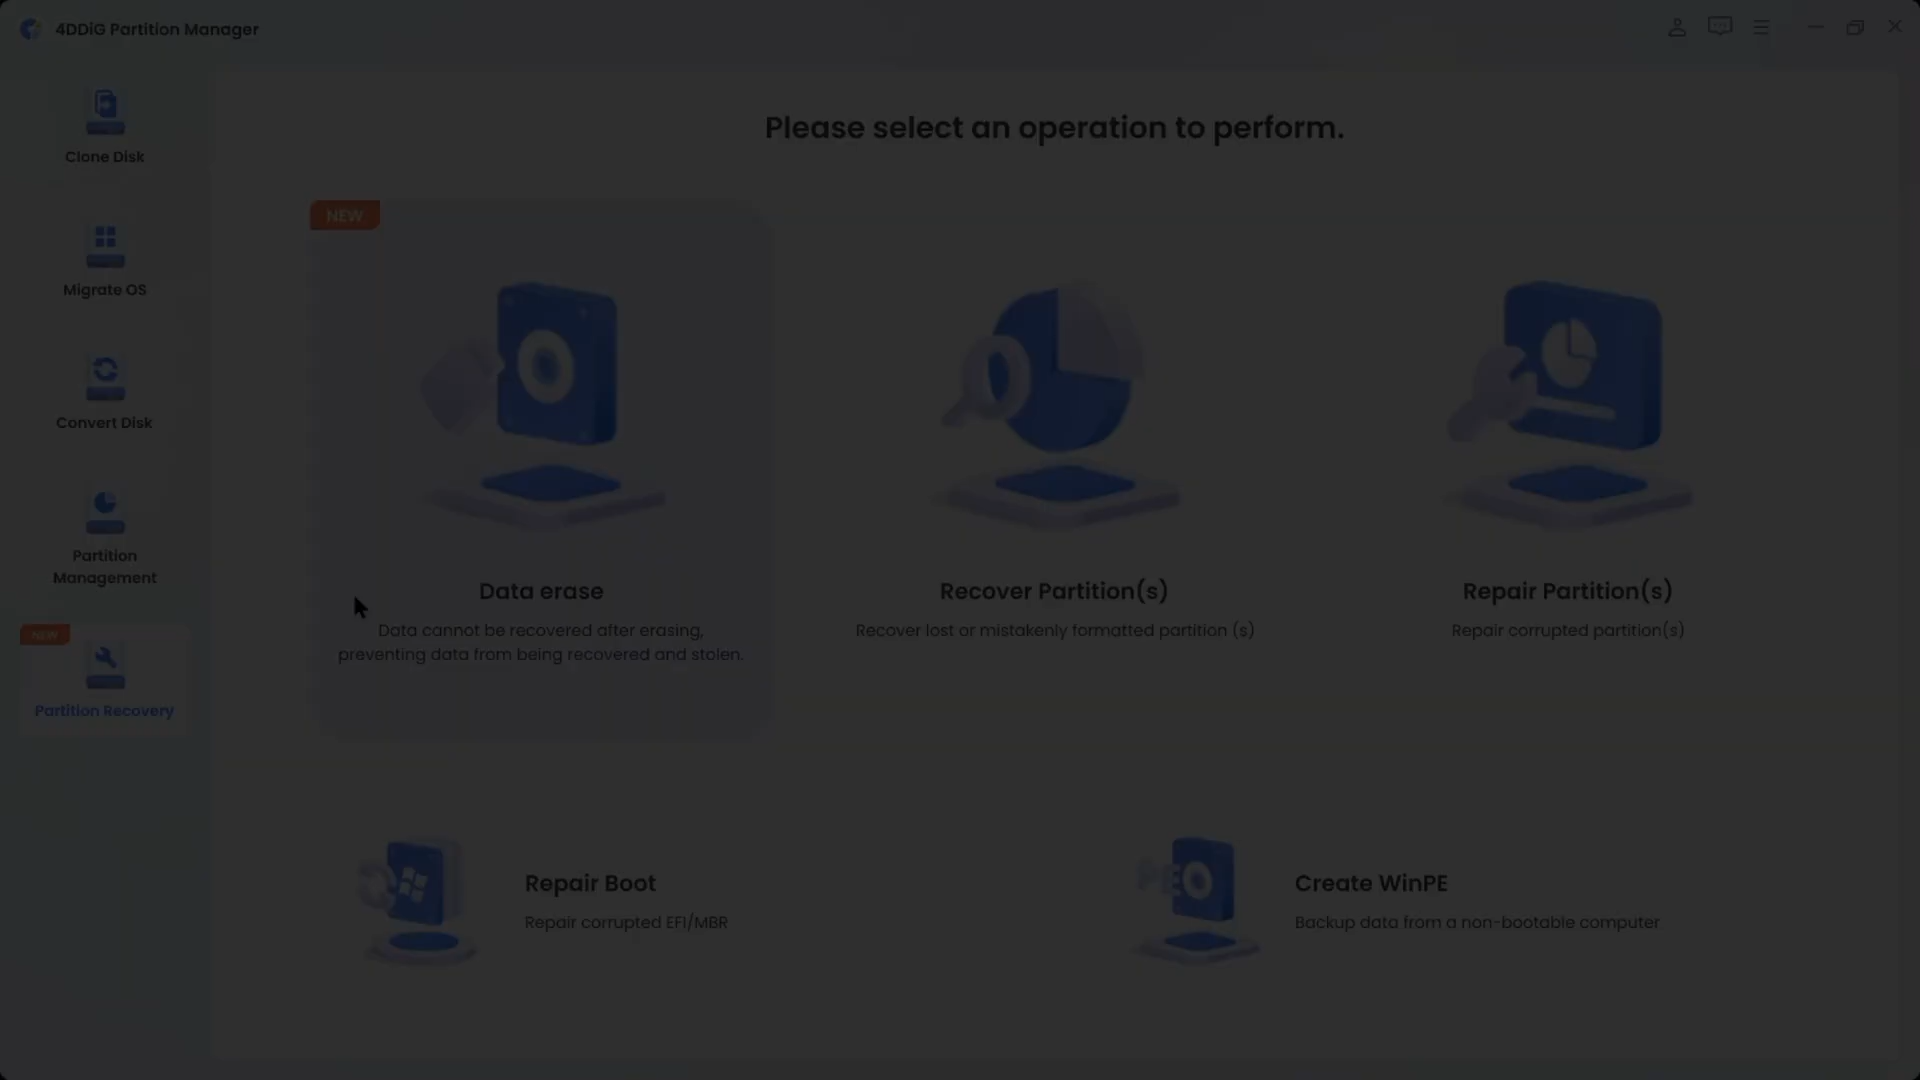 4DDiG Partition Manager
Clone Disk
Migrate OS
Convert Disk
Partition
Management
NEW
Partition Recovery
Please select an operation to perform.
NEW
Data erase
Data cannot be recovered after erasing,
preventing data from being recovered and stolen.
Recover Partition(s)
Recover lost or mistakenly formatted partition (s)
Repair Partition(s)
Repair corrupted partition(s)
Repair Boot
Repair corrupted EFI/MBR
Create WinPE
Backup data from a non-bootable computer